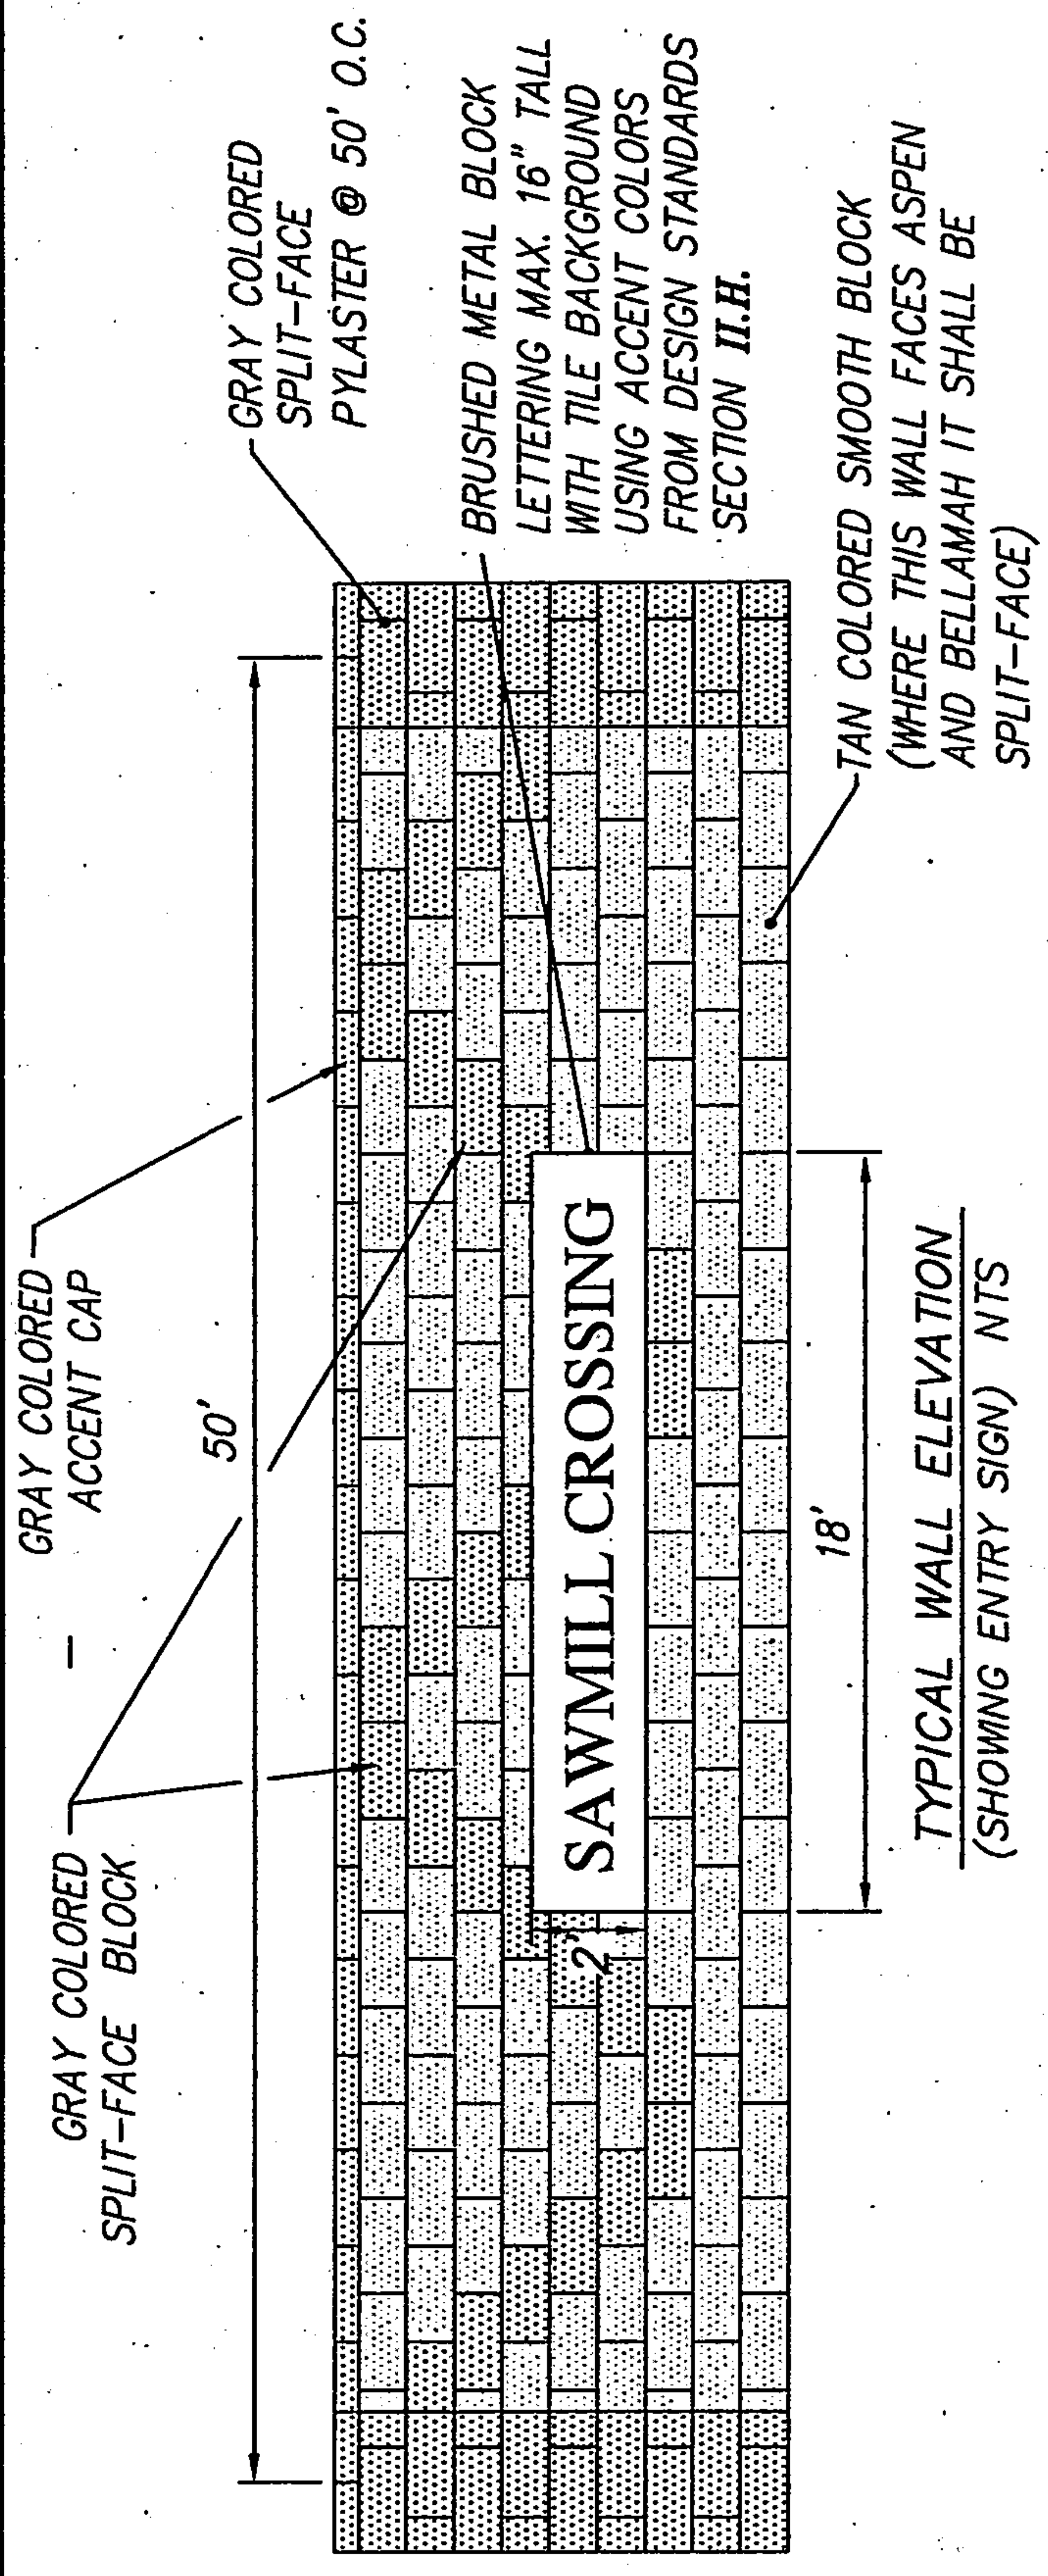 GRAY COLORED
SPLIT-FACE BLOCK
GRAY COLORED
ACCENT CAP
50'
GRAY COLORED
SPLIT-FACE
PYLASTER @ 50' O.C.
BRUSHED METAL BLOCK
LETTERING MAX. 16" TALL
WITH TILE BACKGROUND
USING ACCENT COLORS
FROM DESIGN STANDARDS
SECTION II.H.
SAWMILL CROSSING
2'
18'
TAN COLORED SMOOTH BLOCK
(WHERE THIS WALL FACES ASPEN
AND BELLAMAH IT SHALL BE
SPLIT-FACE)
TYPICAL WALL ELEVATION
(SHOWING ENTRY SIGN) NTS